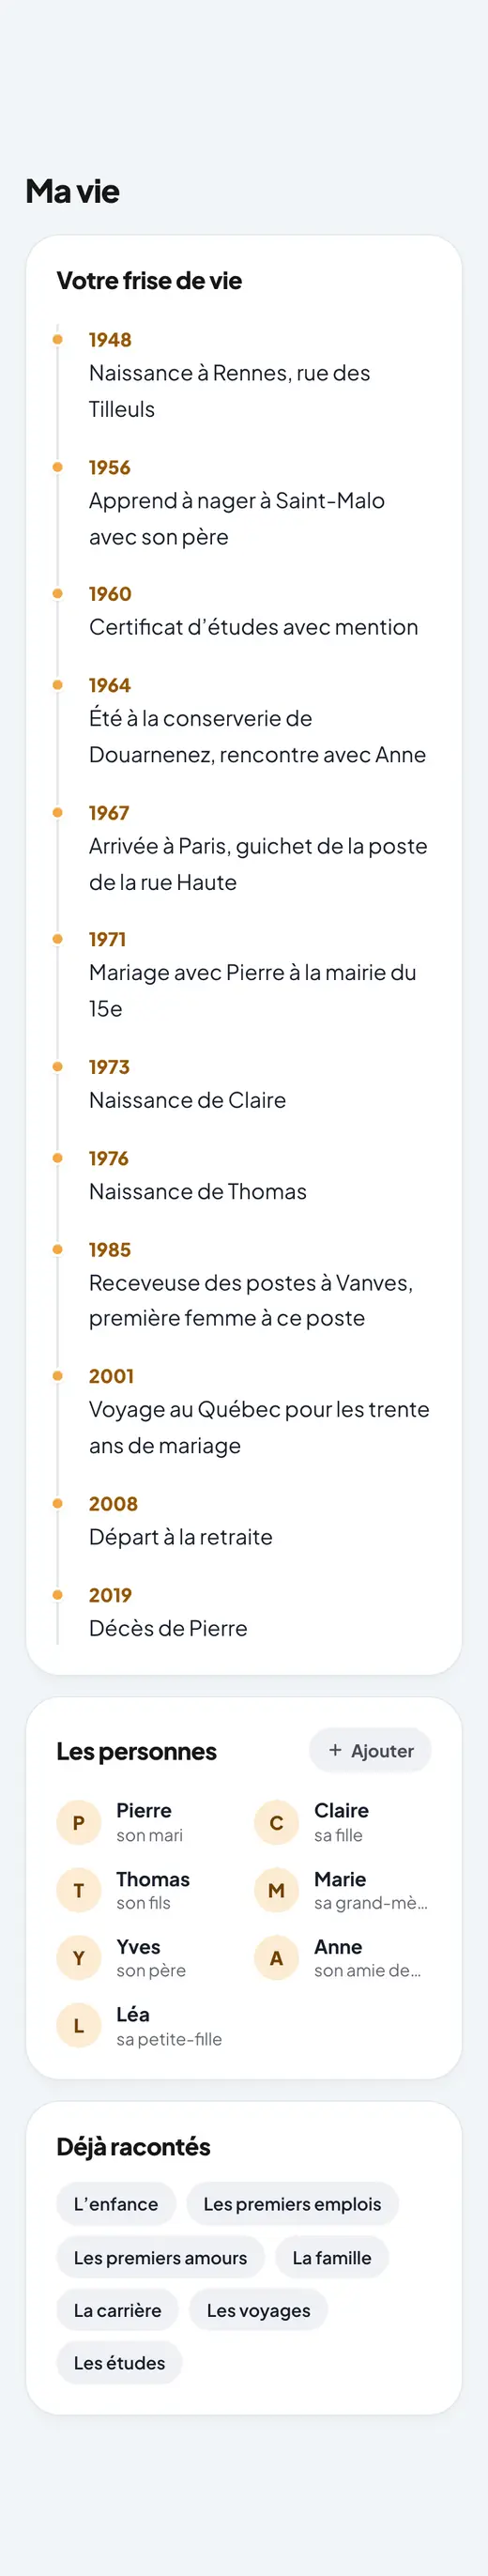 Ma vie
Votre frise de vie
1948
Naissance à Rennes, rue des
Tilleuls
1956
Apprend à nager à Saint-Malo
avec son père
1960
Certificat d’études avec mention
1964
Été à la conserverie de
Douarnenez, rencontre avec Anne
1967
Arrivée à Paris, guichet de la poste
de la rue Haute
1971
Mariage avec Pierre à la mairie du
15e
1973
Naissance de Claire
1976
Naissance de Thomas
1985
Receveuse des postes à Vanves,
première femme à ce poste
2001
Voyage au Québec pour les trente
ans de mariage
2008
Départ à la retraite
2019
Décès de Pierre
Les personnes
+ Ajouter
P
Pierre
son mari
C
Claire
sa fille
T
Thomas
son fils
M
Marie
sa grand-mè…
Y
Yves
son père
A
Anne
son amie de…
L
Léa
sa petite-fille
Déjà racontés
L’enfance
Les premiers emplois
Les premiers amours
La famille
La carrière
Les voyages
Les études